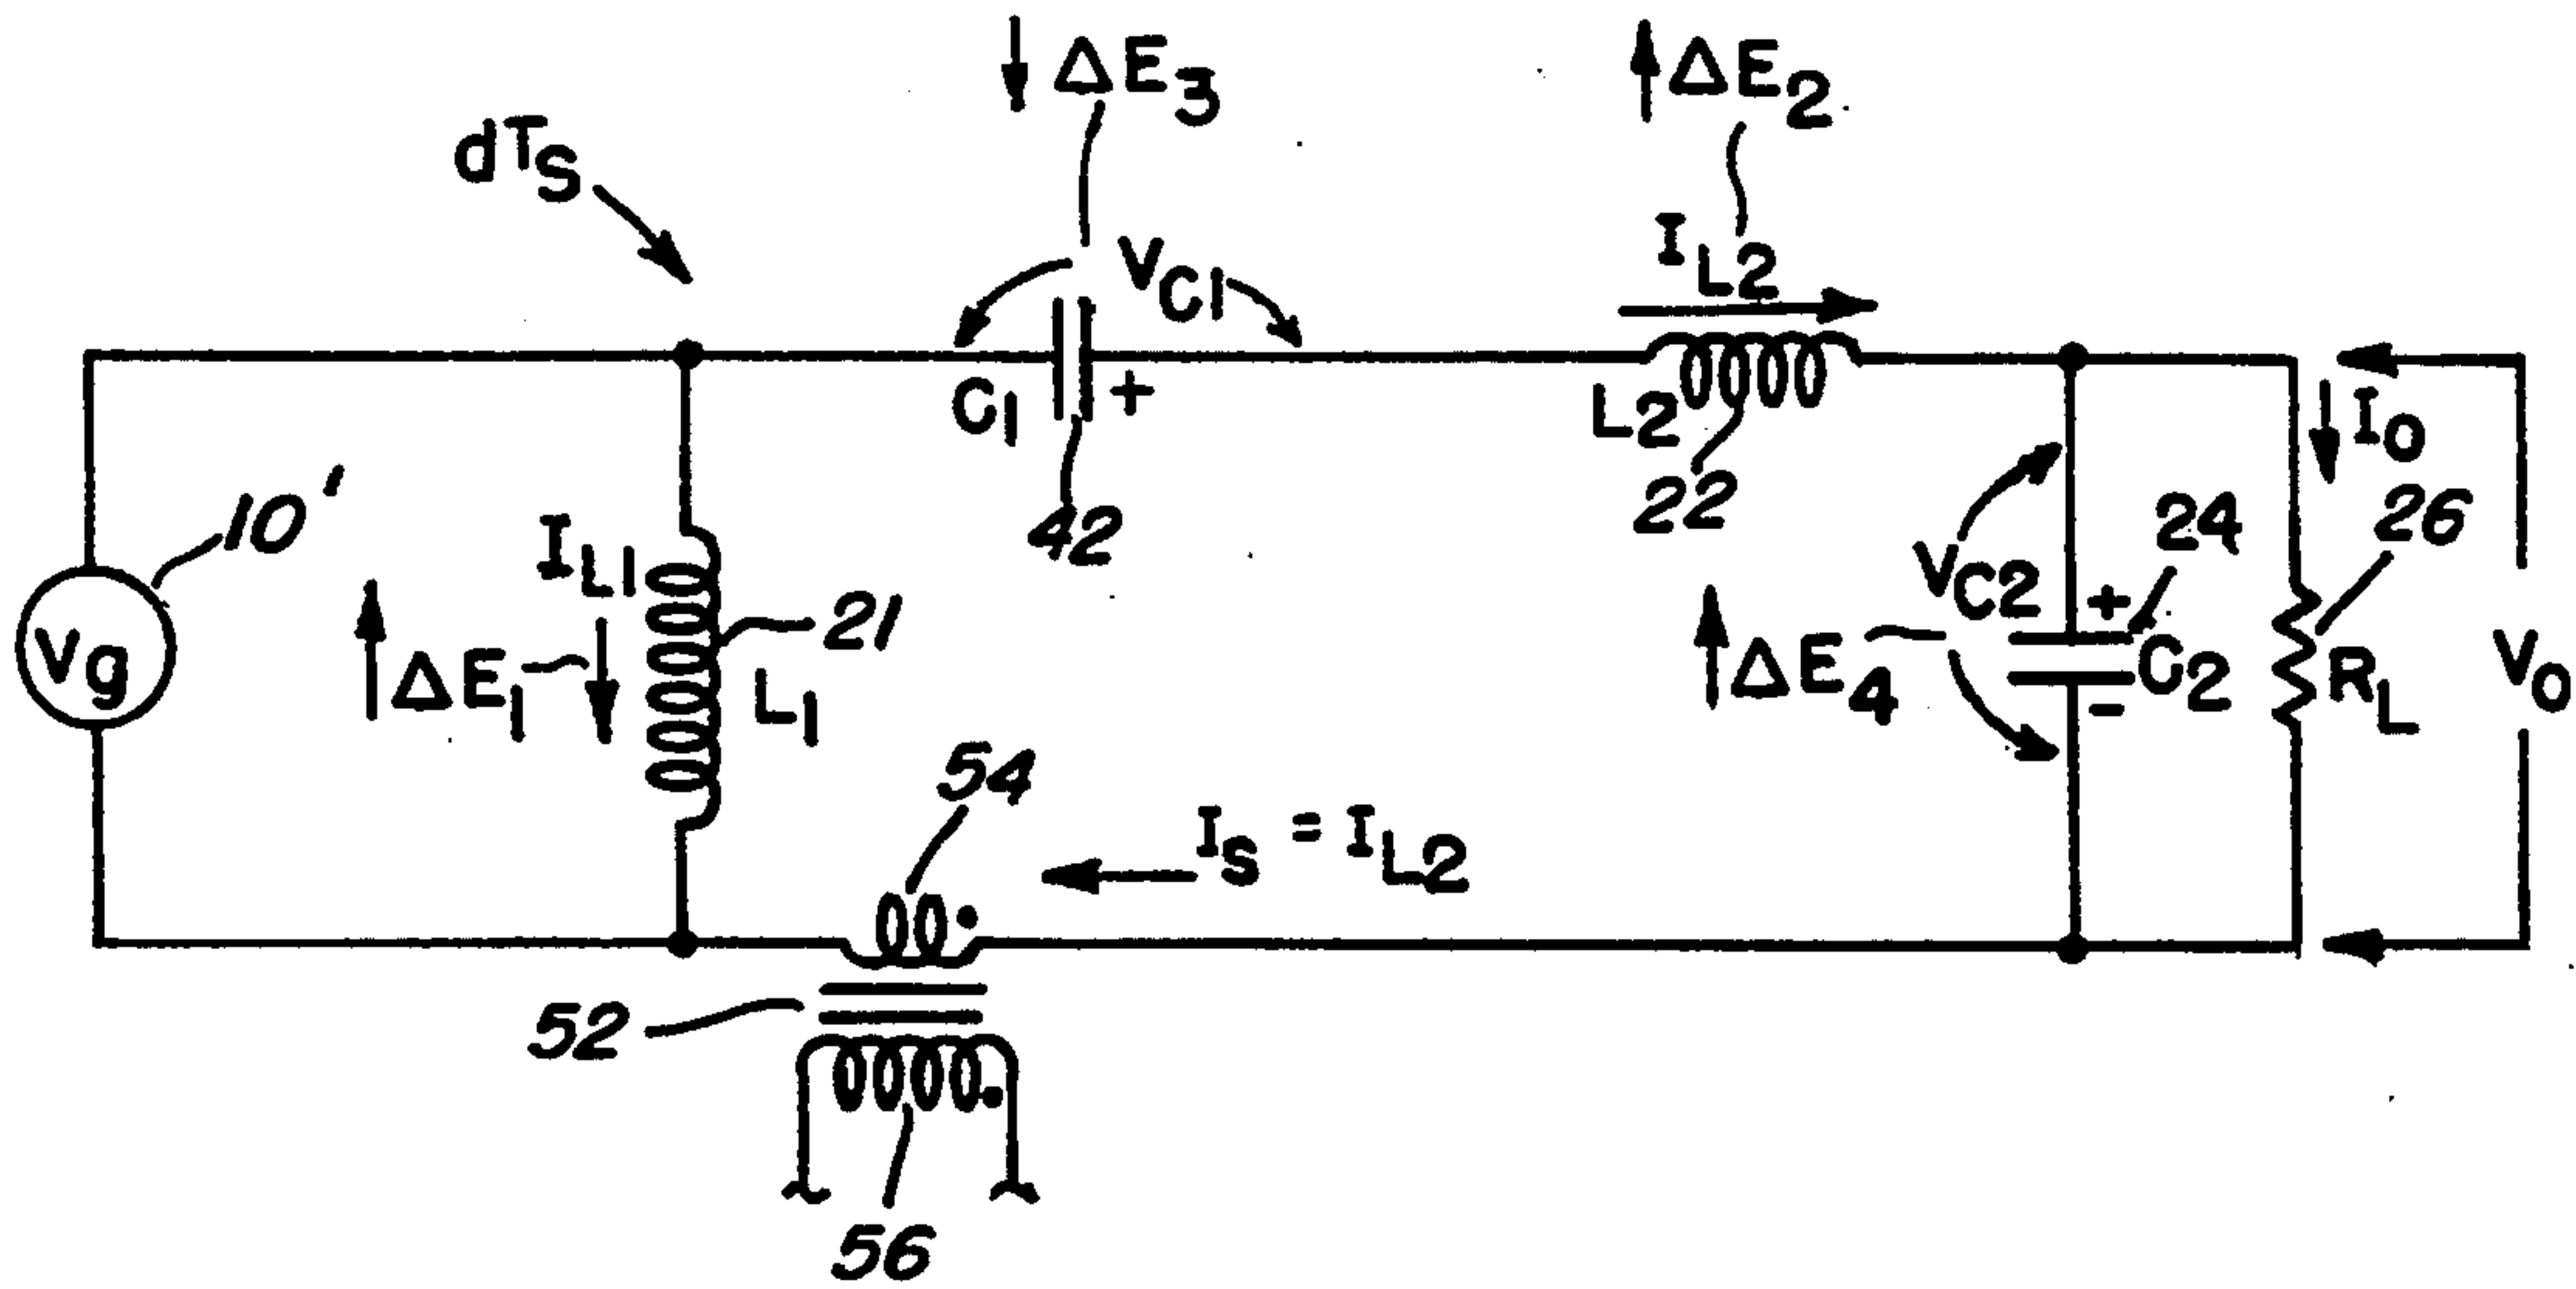 ↓ ΔE3
↑ ΔE2
dTS
VC1
IL2
C1
+
L2
42
22
IO
10'
IL1
21
VC2
+
24
26
Vg
↑ ΔE1
L1
↑ ΔE4
C2
-
RL
VO
54
IS = IL2
52
56